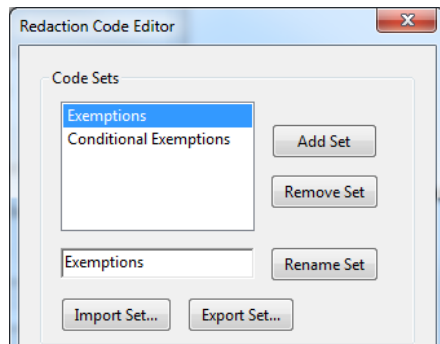 Redaction Code Editor
Code Sets
Exemptions
Conditional Exemptions
Add Set
Remove Set
Exemptions
Rename Set
Import Set...
Export Set...